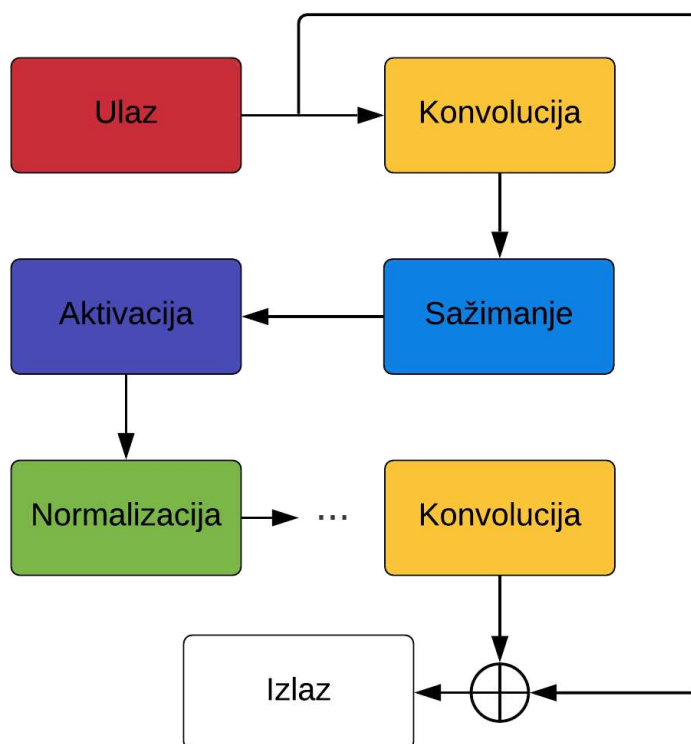 Ulaz
Konvolucija
Sažimanje
Aktivacija
Normalizacija
...
Konvolucija
Izlaz